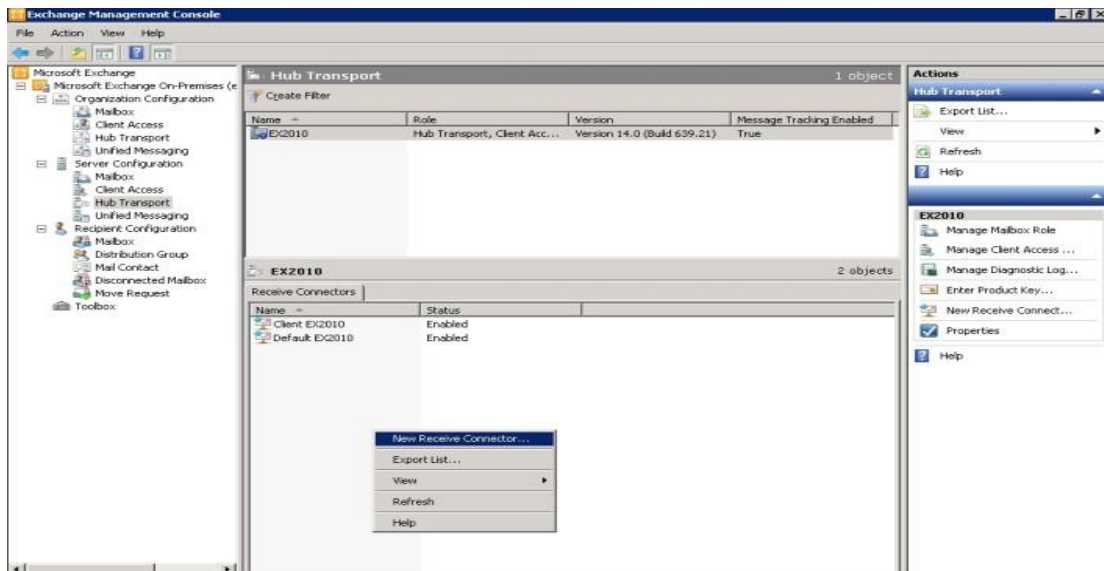 Exchange Management Console
File Action View Help
Microsoft Exchange
Microsoft Exchange On-Premises (e
Organization Configuration
Mailbox
Client Access
Hub Transport
Unified Messaging
Server Configuration
Mailbox
Client Access
Hub Transport
Unified Messaging
Recipient Configuration
Mailbox
Distribution Group
Mail Contact
Disconnected Mailbox
Move Request
Toolbox
Hub Transport 1 object
Create Filter
Name Role Version Message Tracking Enabled
EX2010 Hub Transport, Client Acc... Version 14.0 (Build 639.21) True
EX2010 2 objects
Receive Connectors
Name Status
Client EX2010 Enabled
Default EX2010 Enabled
New Receive Connector...
Export List...
View
Refresh
Help
Actions
Hub Transport
Export List...
View
Refresh
Help
EX2010
Manage Mailbox Role
Manage Client Access ...
Manage Diagnostic Log...
Enter Product Key...
New Receive Connect...
Properties
Help